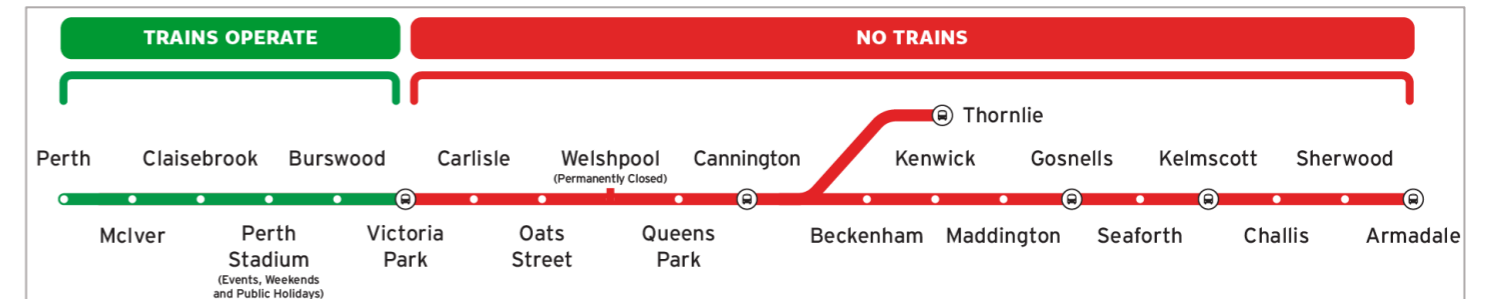 TRAINS OPERATE
NO TRAINS
Thornlie
Perth
Claisebrook
Burswood
Carlisle
Welshpool
(Permanently Closed)
Cannington
Kenwick
Gosnells
Kelmscott
Sherwood
McIver
Perth
Stadium
(Events, Weekends
and Public Holidays)
Victoria
Park
Oats
Street
Queens
Park
Beckenham
Maddington
Seaforth
Challis
Armadale